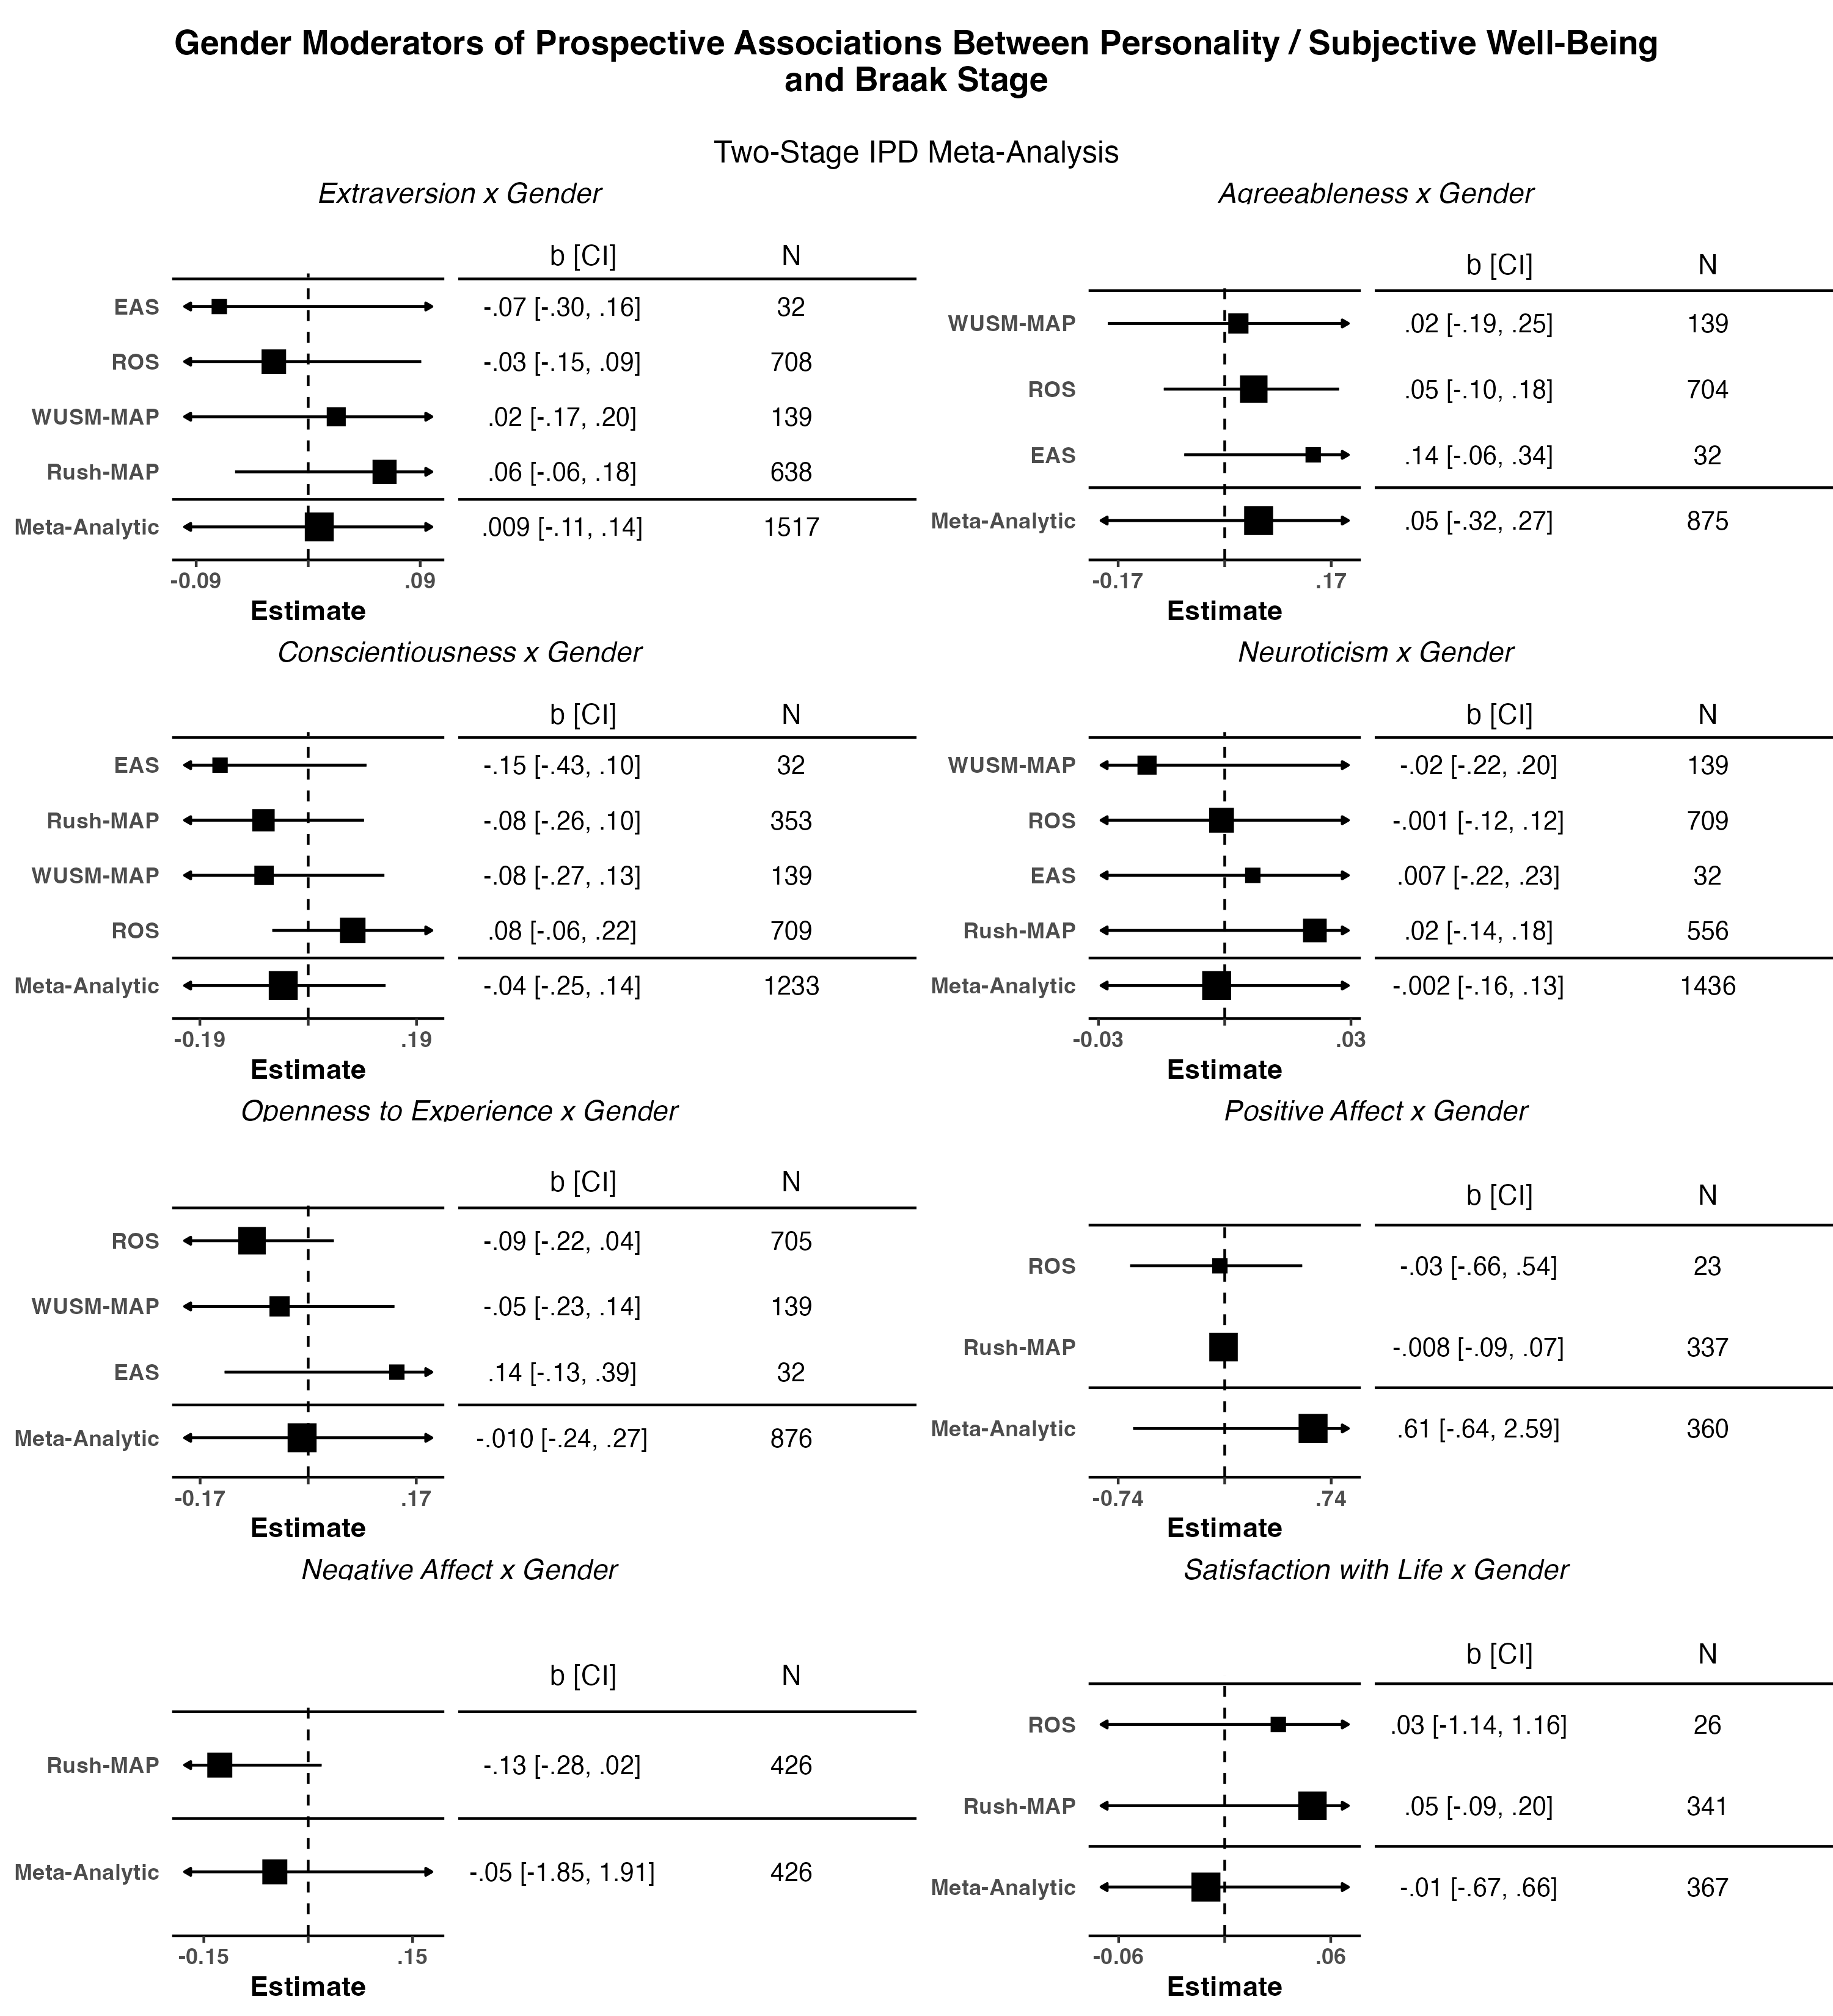 Gender Moderators of Prospective Associations Between Personality / Subjective Well-Being
and Braak Stage
Two-Stage IPD Meta-Analysis
Extraversion x Gender
b [CI] N
EAS -.07 [-.30, .16] 32
ROS -.03 [-.15, .09] 708
WUSM-MAP .02 [-.17, .20] 139
Rush-MAP .06 [-.06, .18] 638
Meta-Analytic .009 [-.11, .14] 1517
-0.09 .09
Estimate
Agreeableness x Gender
b [CI] N
WUSM-MAP .02 [-.19, .25] 139
ROS .05 [-.10, .18] 704
EAS .14 [-.06, .34] 32
Meta-Analytic .05 [-.32, .27] 875
-0.17 .17
Estimate
Conscientiousness x Gender
b [CI] N
EAS -.15 [-.43, .10] 32
Rush-MAP -.08 [-.26, .10] 353
WUSM-MAP -.08 [-.27, .13] 139
ROS .08 [-.06, .22] 709
Meta-Analytic -.04 [-.25, .14] 1233
-0.19 .19
Estimate
Neuroticism x Gender
b [CI] N
WUSM-MAP -.02 [-.22, .20] 139
ROS -.001 [-.12, .12] 709
EAS .007 [-.22, .23] 32
Rush-MAP .02 [-.14, .18] 556
Meta-Analytic -.002 [-.16, .13] 1436
-0.03 .03
Estimate
Openness to Experience x Gender
b [CI] N
ROS -.09 [-.22, .04] 705
WUSM-MAP -.05 [-.23, .14] 139
EAS .14 [-.13, .39] 32
Meta-Analytic -.010 [-.24, .27] 876
-0.17 .17
Estimate
Positive Affect x Gender
b [CI] N
ROS -.03 [-.66, .54] 23
Rush-MAP -.008 [-.09, .07] 337
Meta-Analytic .61 [-.64, 2.59] 360
-0.74 .74
Estimate
Negative Affect x Gender
b [CI] N
Rush-MAP -.13 [-.28, .02] 426
Meta-Analytic -.05 [-1.85, 1.91] 426
-0.15 .15
Estimate
Satisfaction with Life x Gender
b [CI] N
ROS .03 [-1.14, 1.16] 26
Rush-MAP .05 [-.09, .20] 341
Meta-Analytic -.01 [-.67, .66] 367
-0.06 .06
Estimate